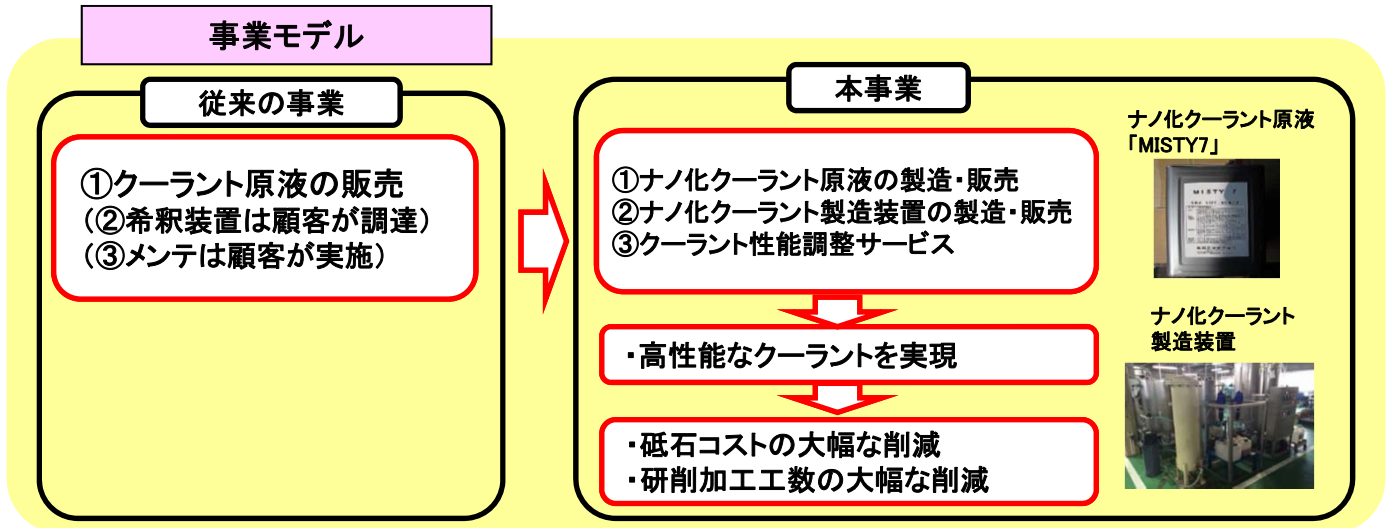 事業モデル
従来の事業
①クーラント原液の販売
(②希釈装置は顧客が調達)
(③メンテは顧客が実施)
本事業
①ナノ化クーラント原液の製造・販売
②ナノ化クーラント製造装置の製造・販売
③クーラント性能調整サービス
・高性能なクーラントを実現
・砥石コストの大幅な削減
・研削加工工数の大幅な削減
ナノ化クーラント原液
「MISTY7」
MISTY 7
ナノ化クーラント
製造装置